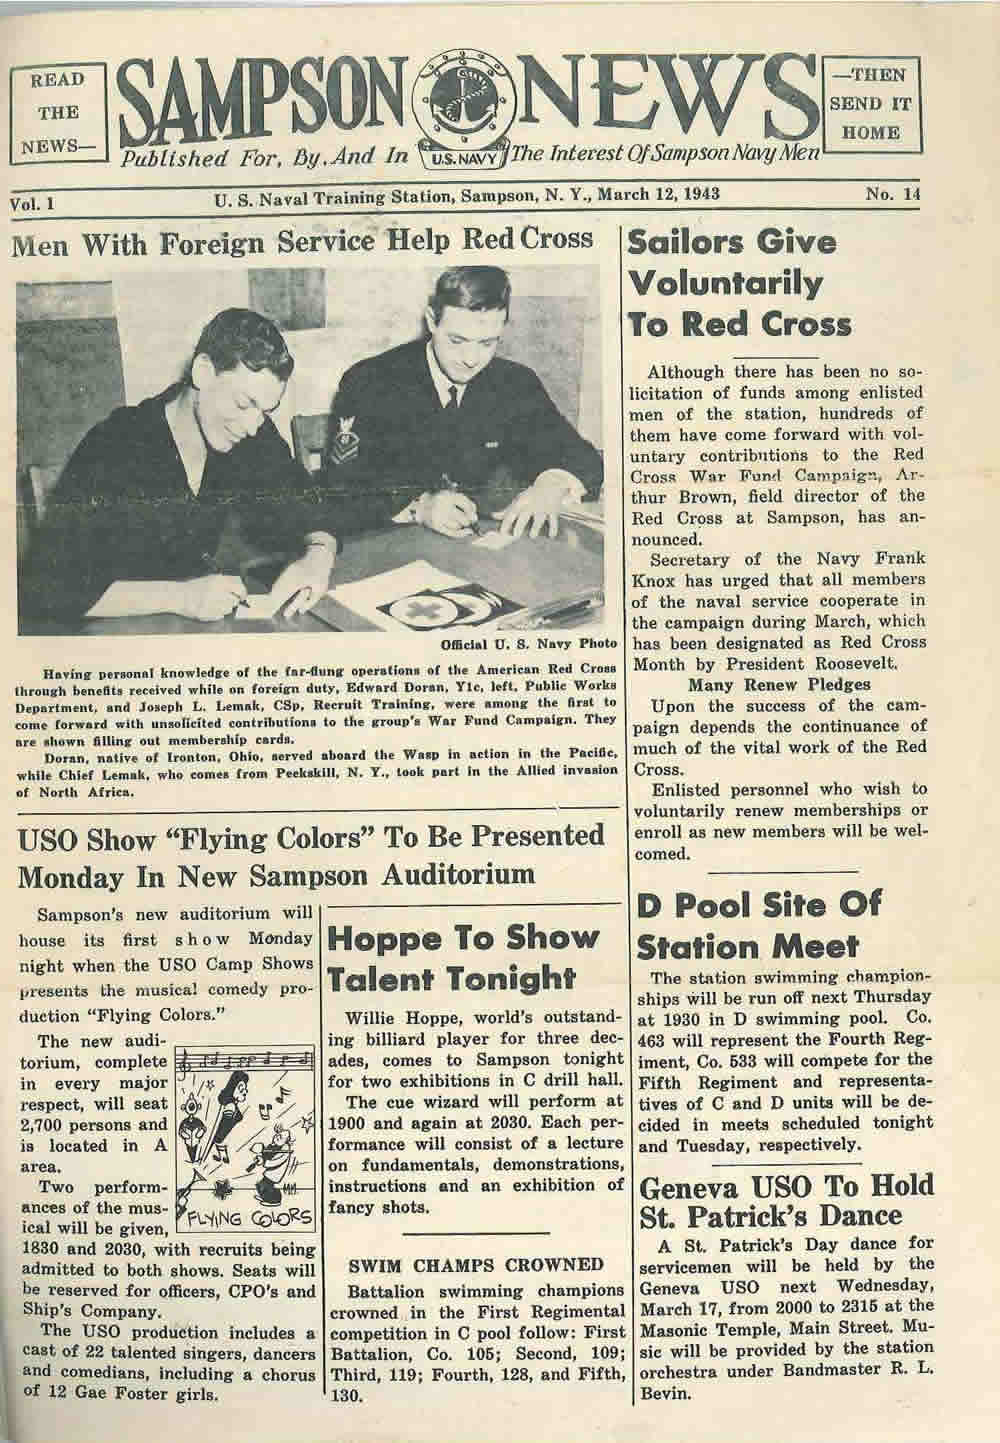 READ
THE
NEWS—
SAMPSON NEWS
—THEN
SEND IT
HOME
Published For, By, And In
U.S. NAVY
The Interest Of Sampson Navy Men
Vol. 1
U. S. Naval Training Station, Sampson, N. Y., March 12, 1943
No. 14
Men With Foreign Service Help Red Cross
Official U. S. Navy Photo
Having personal knowledge of the far-flung operations of the American Red Cross
through benefits received while on foreign duty, Edward Doran, Y1c, left, Public Works
Department, and Joseph L. Lemak, CSp, Recruit Training, were among the first to
come forward with unsolicited contributions to the group's War Fund Campaign. They
are shown filling out membership cards.
Doran, native of Ironton, Ohio, served aboard the Wasp in action in the Pacific,
while Chief Lemak, who comes from Peekskill, N. Y., took part in the Allied invasion
of North Africa.
USO Show "Flying Colors" To Be Presented
Monday In New Sampson Auditorium
Sampson's new auditorium will
house its first show Monday
night when the USO Camp Shows
presents the musical comedy pro-
duction "Flying Colors."
The new audi-
torium, complete
in every major
respect, will seat
2,700 persons and
is located in A
area.
Two perform-
ances of the mus-
ical will be given,
1830 and 2030, with recruits being
admitted to both shows. Seats will
be reserved for officers, CPO's and
Ship's Company.
The USO production includes a
cast of 22 talented singers, dancers
and comedians, including a chorus
of 12 Gae Foster girls.
FLYING COLORS
Hoppe To Show
Talent Tonight
Willie Hoppe, world's outstand-
ing billiard player for three dec-
ades, comes to Sampson tonight
for two exhibitions in C drill hall.
The cue wizard will perform at
1900 and again at 2030. Each per-
formance will consist of a lecture
on fundamentals, demonstrations,
instructions and an exhibition of
fancy shots.
SWIM CHAMPS CROWNED
Battalion swimming champions
crowned in the First Regimental
competition in C pool follow: First
Battalion, Co. 105; Second, 109;
Third, 119; Fourth, 128, and Fifth,
130.
Sailors Give
Voluntarily
To Red Cross
Although there has been no so-
licitation of funds among enlisted
men of the station, hundreds of
them have come forward with vol-
untary contributions to the Red
Cross War Fund Campaign, Ar-
thur Brown, field director of the
Red Cross at Sampson, has an-
nounced.
Secretary of the Navy Frank
Knox has urged that all members
of the naval service cooperate in
the campaign during March, which
has been designated as Red Cross
Month by President Roosevelt.
Many Renew Pledges
Upon the success of the cam-
paign depends the continuance of
much of the vital work of the Red
Cross.
Enlisted personnel who wish to
voluntarily renew memberships or
enroll as new members will be wel-
comed.
D Pool Site Of
Station Meet
The station swimming champion-
ships will be run off next Thursday
at 1930 in D swimming pool. Co.
463 will represent the Fourth Reg-
iment, Co. 533 will compete for the
Fifth Regiment and representa-
tives of C and D units will be de-
cided in meets scheduled tonight
and Tuesday, respectively.
Geneva USO To Hold
St. Patrick's Dance
A St. Patrick's Day dance for
servicemen will be held by the
Geneva USO next Wednesday,
March 17, from 2000 to 2315 at the
Masonic Temple, Main Street. Mu-
sic will be provided by the station
orchestra under Bandmaster R. L.
Bevin.